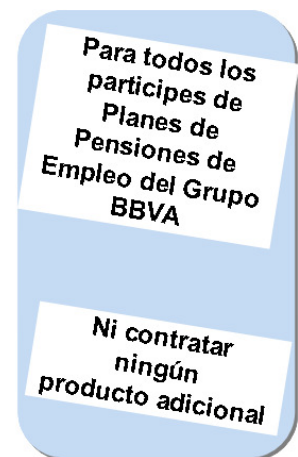 Para todos los
participes de
Planes de
Pensiones de
Empleo del Grupo
BBVA
Ni contratar
ningún
producto adicional